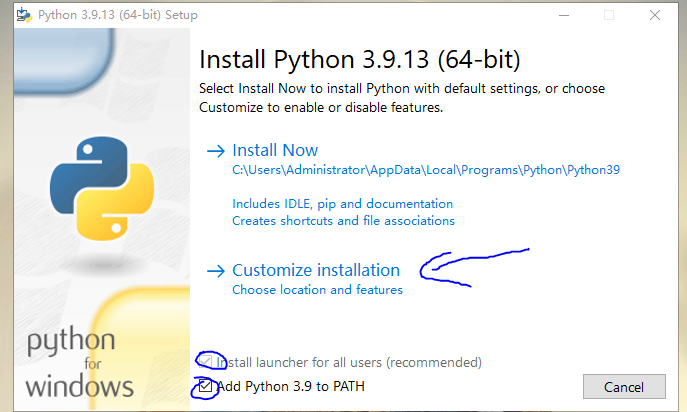 Python 3.9.13 (64-bit) Setup
Install Python 3.9.13 (64-bit)
Select Install Now to install Python with default settings, or choose
Customize to enable or disable features.
Install Now
C:\Users\Administrator\AppData\Local\Programs\Python\Python39
Includes IDLE, pip and documentation
Creates shortcuts and file associations
Customize installation
Choose location and features
python
for
windows
Install launcher for all users (recommended)
Add Python 3.9 to PATH
Cancel